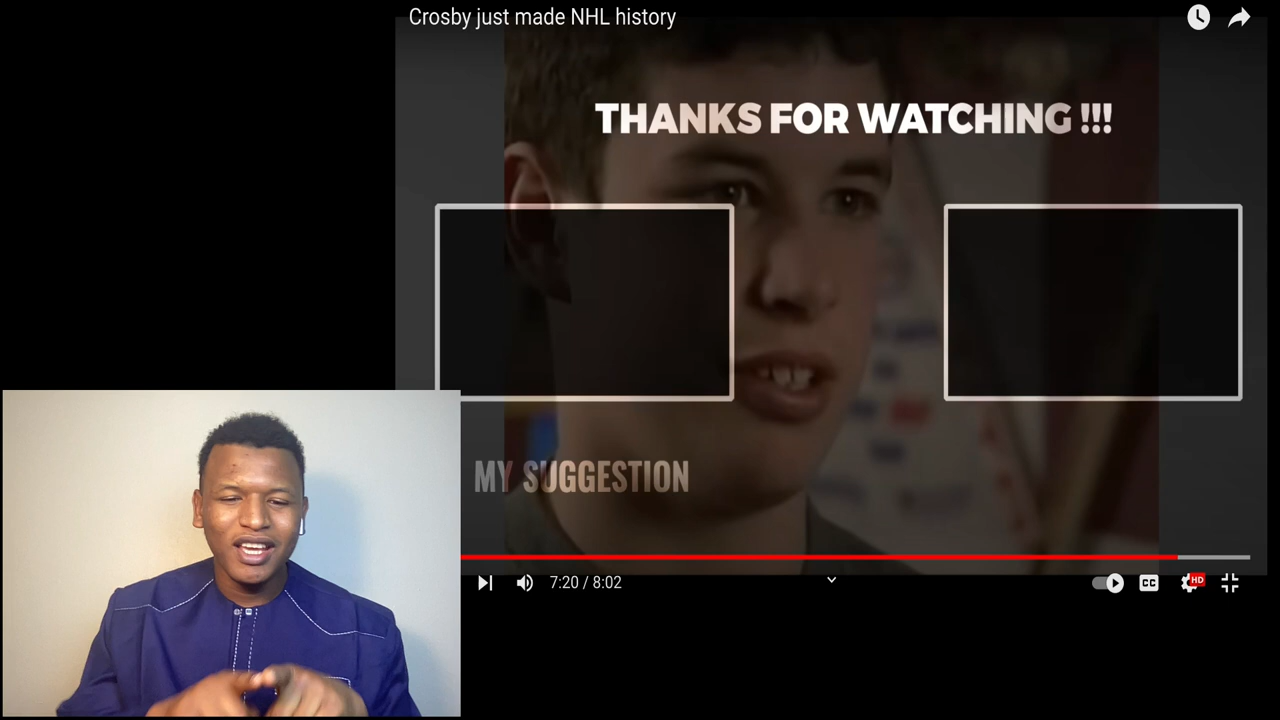 Crosby just made NHL history
THANKS FOR WATCHING !!!
MY SUGGESTION
7:20 / 8:02
CC
HD